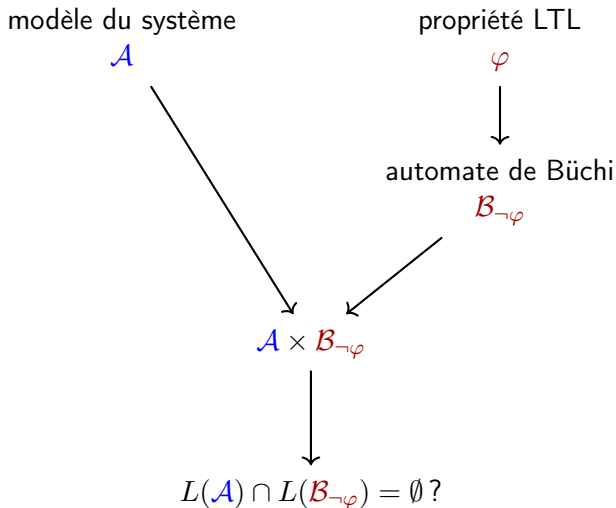 modèle du système
𝒜
propriété LTL
φ
automate de Büchi
ℬ¬φ
𝒜 × ℬ¬φ
L(𝒜) ∩ L(ℬ¬φ) = ∅ ?